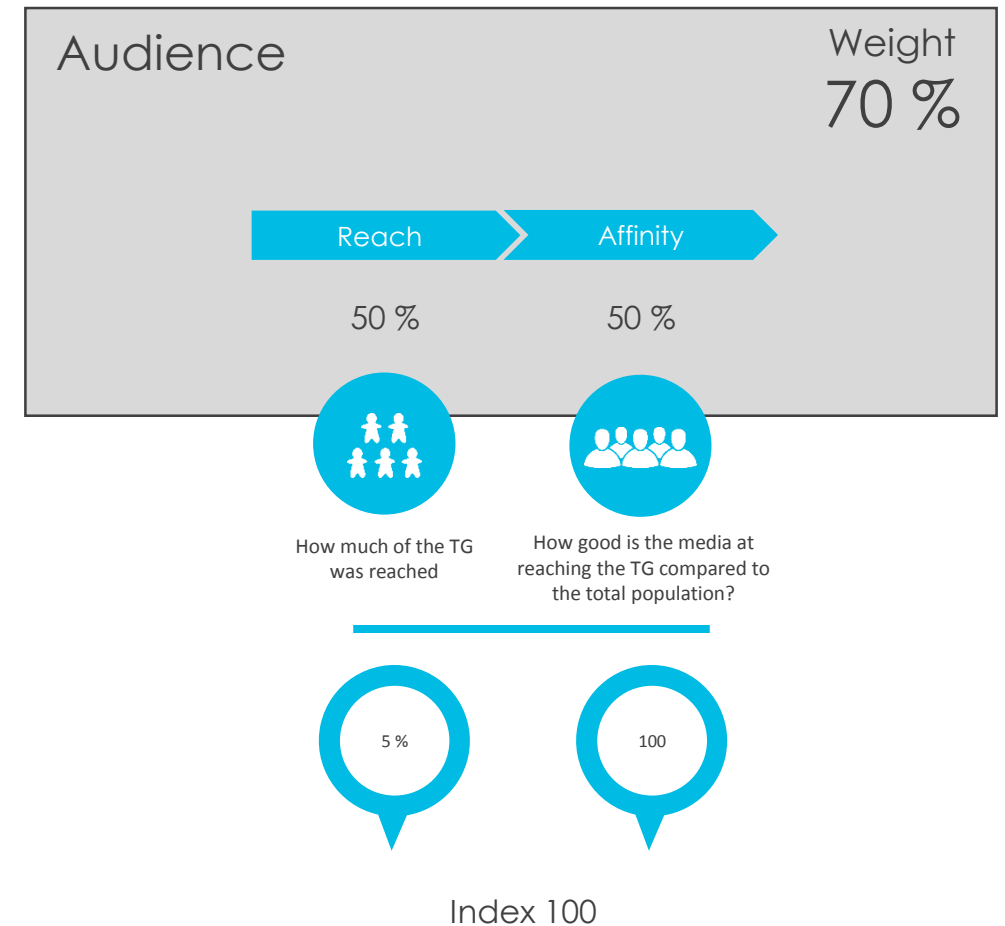 Audience
Weight
70 %
Reach
Affinity
50 %
50 %
How much of the TG
was reached
How good is the media at
reaching the TG compared to
the total population?
5 %
100
Index 100